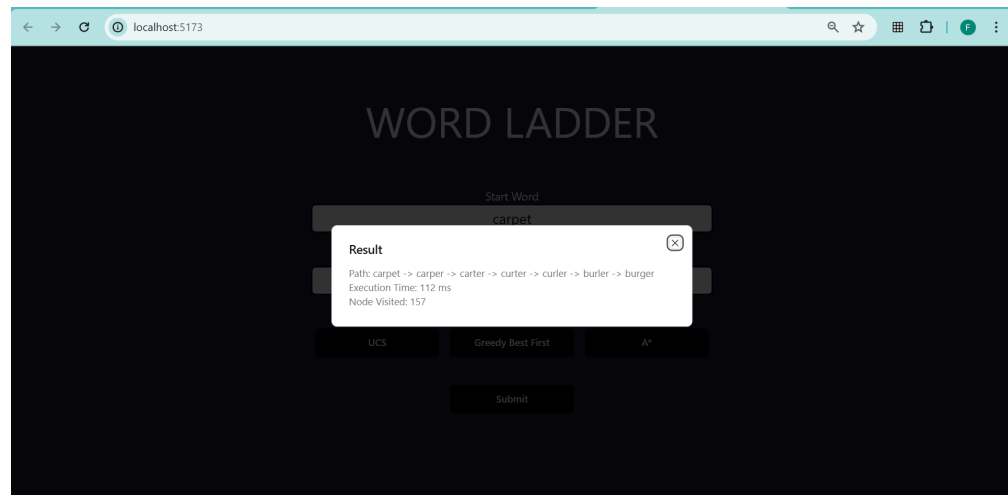 localhost:5173
F
WORD LADDER
Start Word
carpet
Result
Path: carpet -> carper -> carter -> curter -> curler -> burler -> burger
Execution Time: 112 ms
Node Visited: 157
UCS
Greedy Best First
A*
Submit